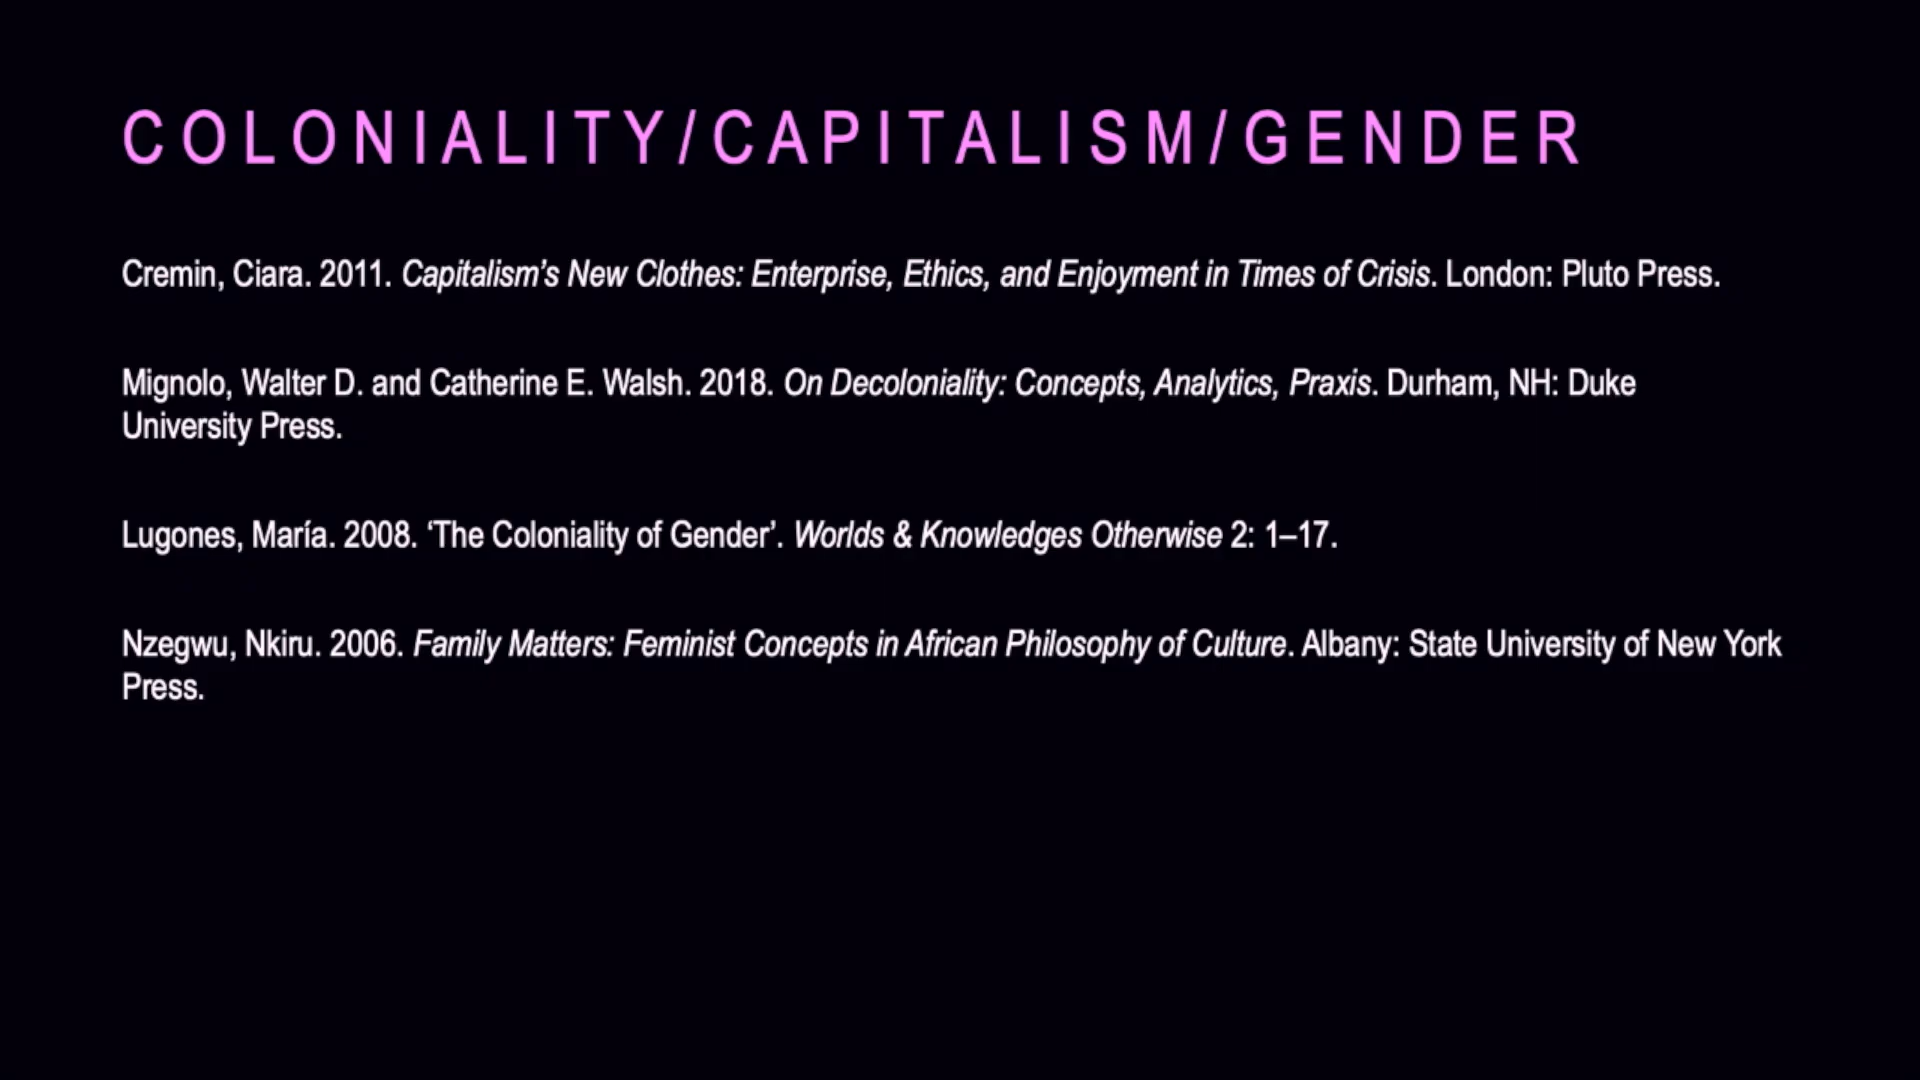 COLONIALITY/CAPITALISM/GENDER
Cremin, Ciara. 2011. Capitalism’s New Clothes: Enterprise, Ethics, and Enjoyment in Times of Crisis. London: Pluto Press.
Mignolo, Walter D. and Catherine E. Walsh. 2018. On Decoloniality: Concepts, Analytics, Praxis. Durham, NH: Duke
University Press.
Lugones, María. 2008. ‘The Coloniality of Gender’. Worlds & Knowledges Otherwise 2: 1–17.
Nzegwu, Nkiru. 2006. Family Matters: Feminist Concepts in African Philosophy of Culture. Albany: State University of New York
Press.